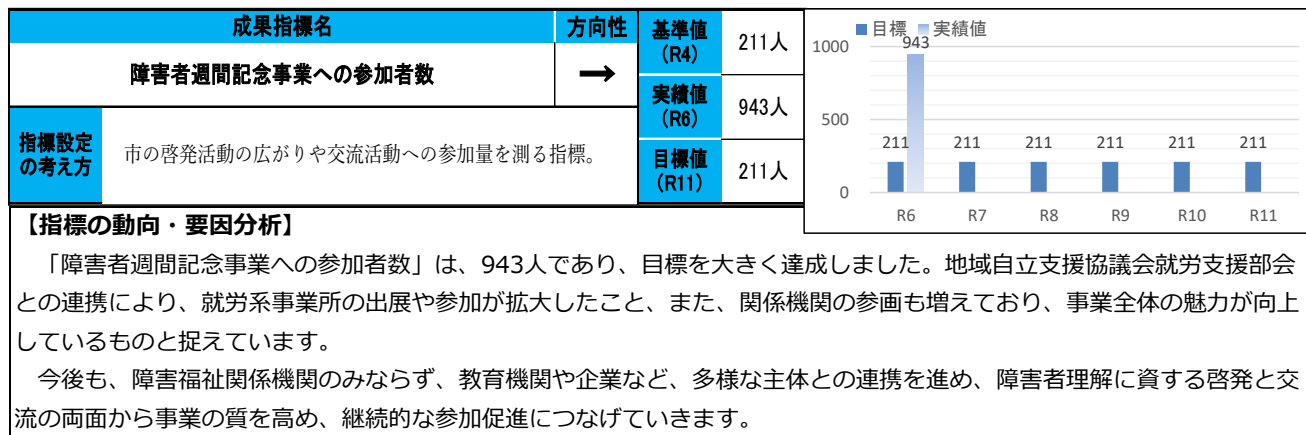 成果指標名
方向性
障害者週間記念事業への参加者数
→
指標設定
の考え方
市の啓発活動の広がりや交流活動への参加量を測る指標。
基準値
（R4）
211人
実績値
（R6）
943人
目標値
（R11）
211人
目標 実績値
1000
500
0
943
211 211 211 211 211 211
R6 R7 R8 R9 R10 R11
【指標の動向・要因分析】
「障害者週間記念事業への参加者数」は、943人であり、目標を大きく達成しました。地域自立支援協議会就労支援部会
との連携により、就労系事業所の出展や参加が拡大したこと、また、関係機関の参画も増えており、事業全体の魅力が向上
しているものと捉えています。
今後も、障害福祉関係機関のみならず、教育機関や企業など、多様な主体との連携を進め、障害者理解に資する啓発と交
流の両面から事業の質を高め、継続的な参加促進につなげていきます。